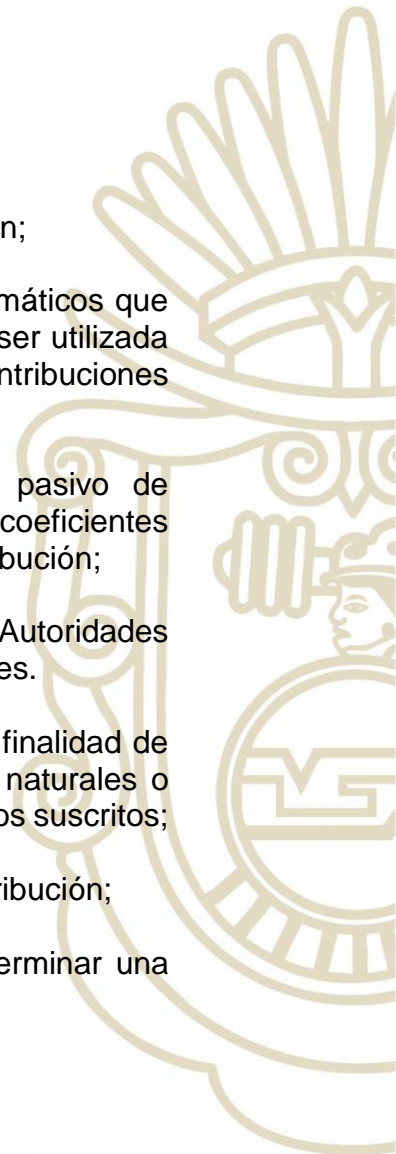 n;
máticos que
ser utilizada
ntribuciones
pasivo de
coeficientes
bución;
Autoridades
es.
finalidad de
naturales o
os suscritos;
ribución;
erminar una